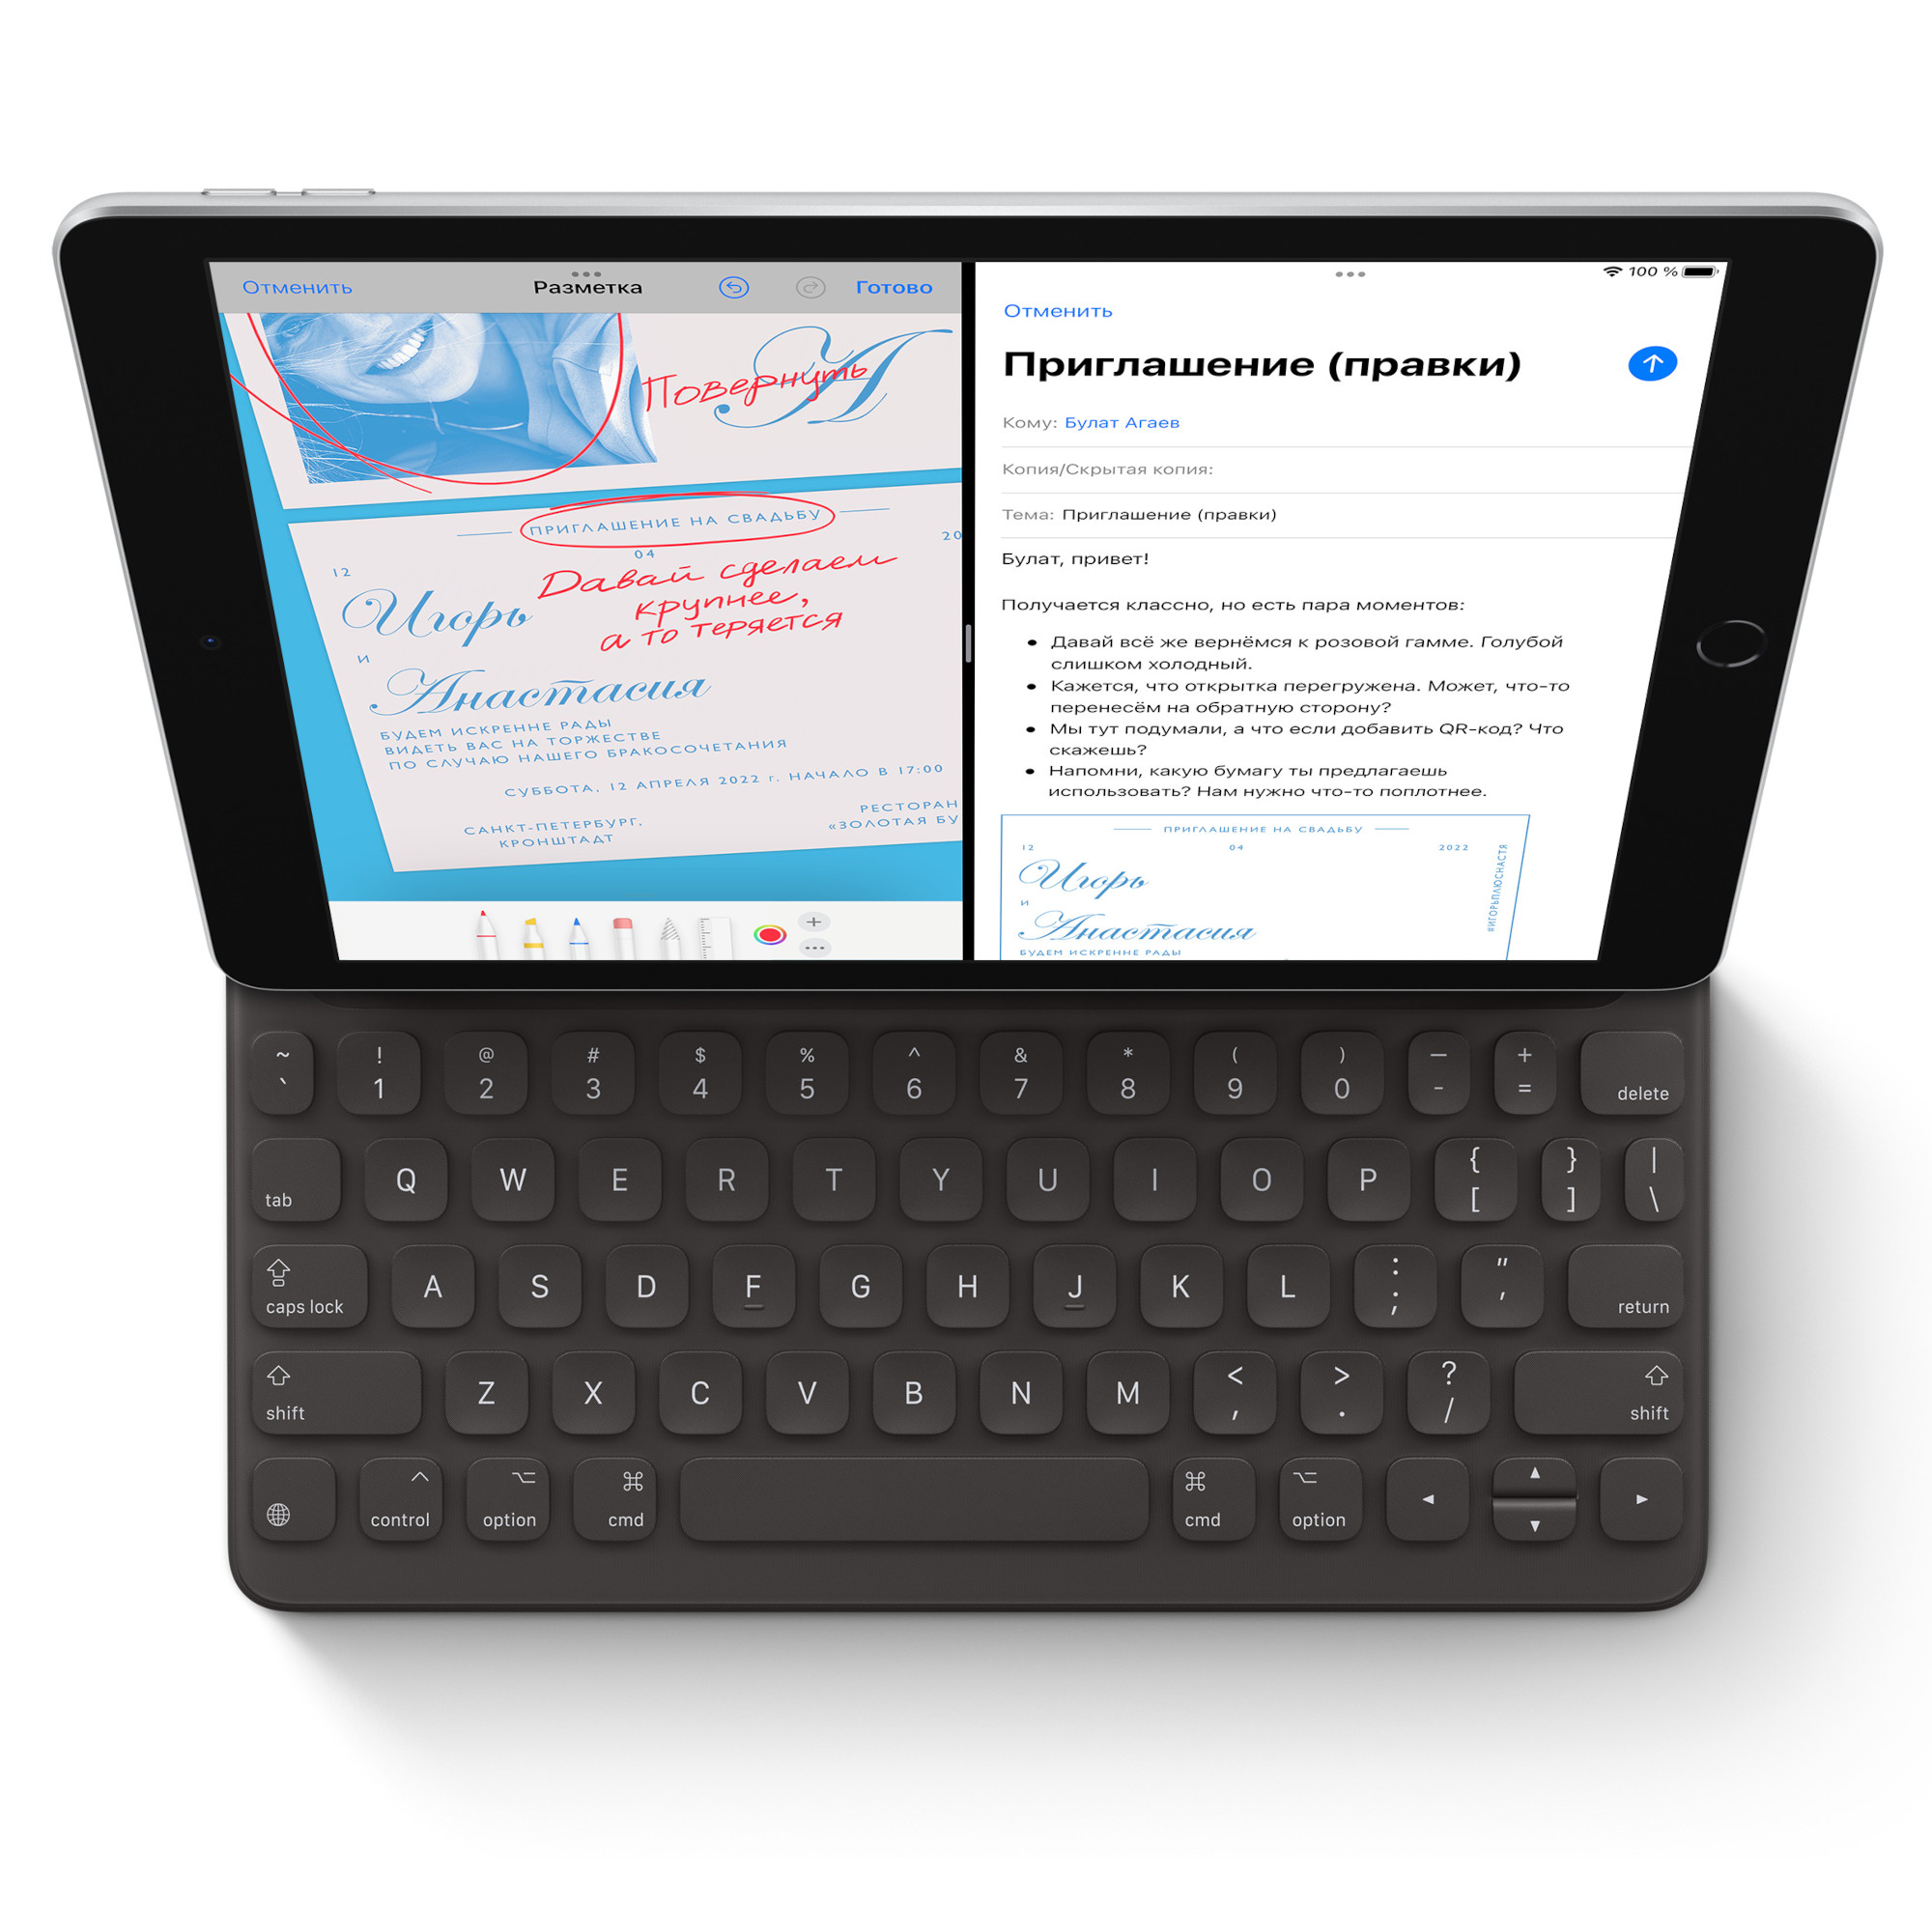 Отменить
Разметка
Готово
А
Повернуть
ПРИГЛАШЕНИЕ НА СВАДЬБУ
12
04
20
Давай сделаем
крупнее,
а то теряется
Игорь
и
Анастасия
БУДЕМ ИСКРЕННЕ РАДЫ
ВИДЕТЬ ВАС НА ТОРЖЕСТВЕ
ПО СЛУЧАЮ НАШЕГО БРАКОСОЧЕТАНИЯ
СУББОТА, 12 АПРЕЛЯ 2022 г. НАЧАЛО В 17:00
САНКТ-ПЕТЕРБУРГ,
КРОНШТАДТ
РЕСТОРАН
«ЗОЛОТАЯ БУ
100 %
Отменить
Приглашение (правки)
Кому: Булат Агаев
Копия/Скрытая копия:
Тема: Приглашение (правки)
Булат, привет!
Получается классно, но есть пара моментов:
• Давай всё же вернёмся к розовой гамме. Голубой
слишком холодный.
• Кажется, что открытка перегружена. Может, что-то
перенесём на обратную сторону?
• Мы тут подумали, а что если добавить QR-код? Что
скажешь?
• Напомни, какую бумагу ты предлагаешь
использовать? Нам нужно что-то поплотнее.
ПРИГЛАШЕНИЕ НА СВАДЬБУ
12 04 2022
Игорь
и
Анастасия
БУДЕМ ИСКРЕННЕ РАДЫ
#ИГОРЬПЛЮСНАСТЯ
~ ! @ # $ % ^ & * ( ) — +
` 1 2 3 4 5 6 7 8 9 0 - = delete
tab Q W E R T Y U I O P { [ } ] | \
caps lock A S D F G H J K L : ; " ' return
shift Z X C V B N M < , > . ? / shift
control option cmd cmd option